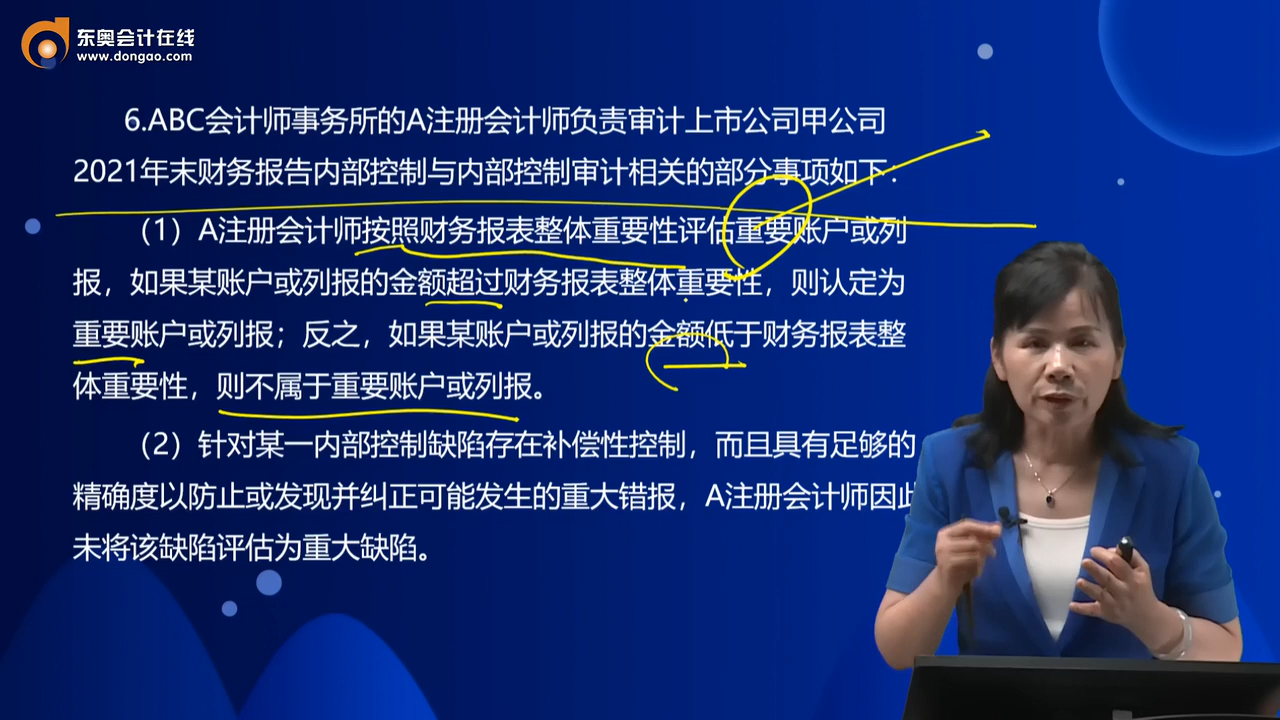 东奥会计在线
www.dongao.com
6.ABC会计师事务所的A注册会计师负责审计上市公司甲公司
2021年末财务报告内部控制与内部控制审计相关的部分事项如下：
（1）A注册会计师按照财务报表整体重要性评估重要账户或列
报，如果某账户或列报的金额超过财务报表整体重要性，则认定为
重要账户或列报；反之，如果某账户或列报的金额低于财务报表整
体重要性，则不属于重要账户或列报。
（2）针对某一内部控制缺陷存在补偿性控制，而且具有足够的
精确度以防止或发现并纠正可能发生的重大错报，A注册会计师因此
未将该缺陷评估为重大缺陷。